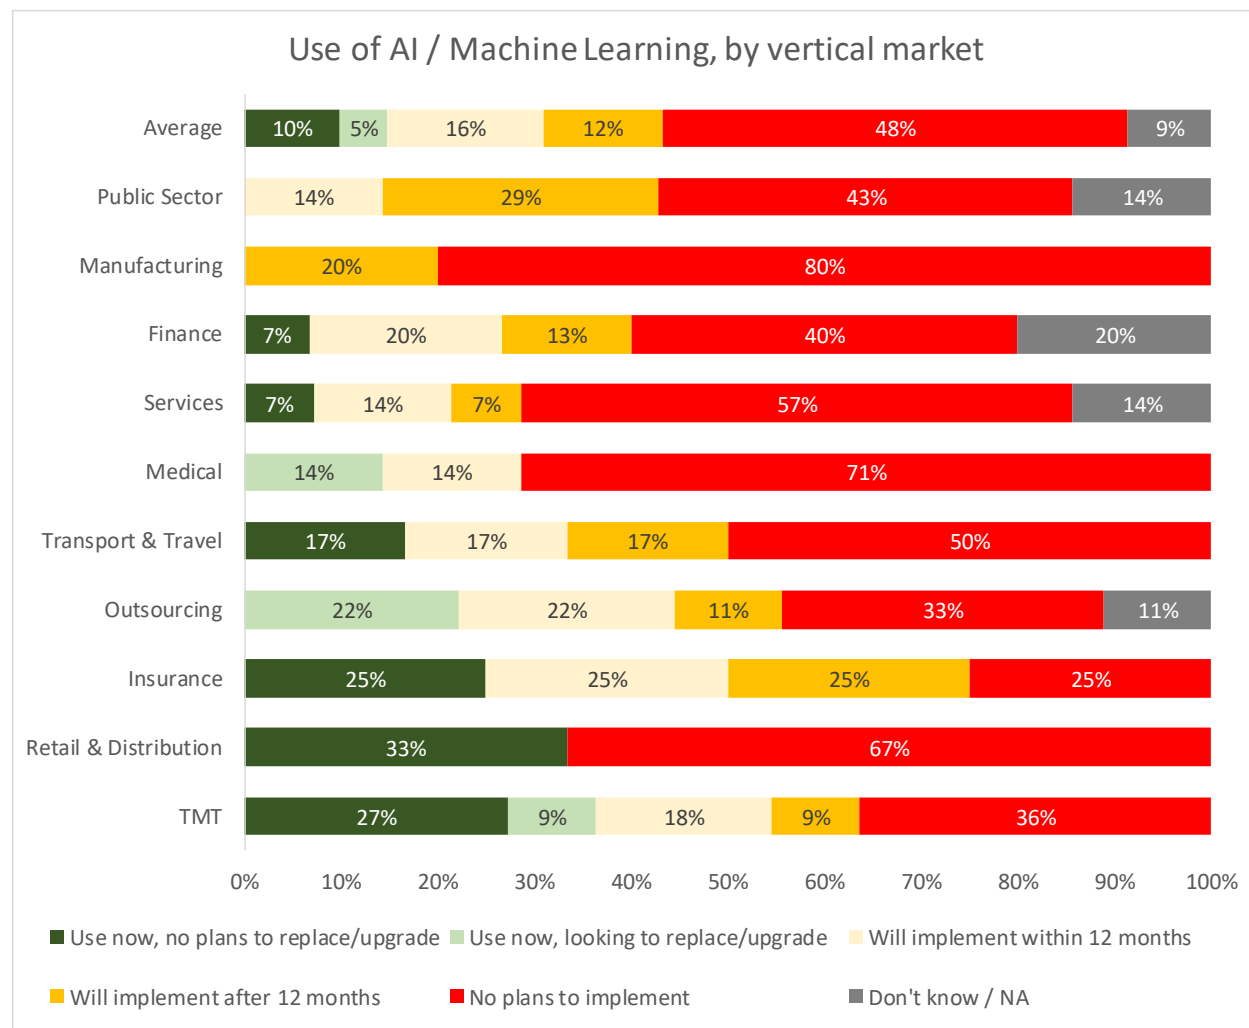 Use of AI / Machine Learning, by vertical market
Average 10% 5% 16% 12% 48% 9%
Public Sector 14% 29% 43% 14%
Manufacturing 20% 80%
Finance 7% 20% 13% 40% 20%
Services 7% 14% 7% 57% 14%
Medical 14% 14% 71%
Transport & Travel 17% 17% 17% 50%
Outsourcing 22% 22% 11% 33% 11%
Insurance 25% 25% 25% 25%
Retail & Distribution 33% 67%
TMT 27% 9% 18% 9% 36%
0% 10% 20% 30% 40% 50% 60% 70% 80% 90% 100%
Use now, no plans to replace/upgrade Use now, looking to replace/upgrade Will implement within 12 months
Will implement after 12 months No plans to implement Don't know / NA